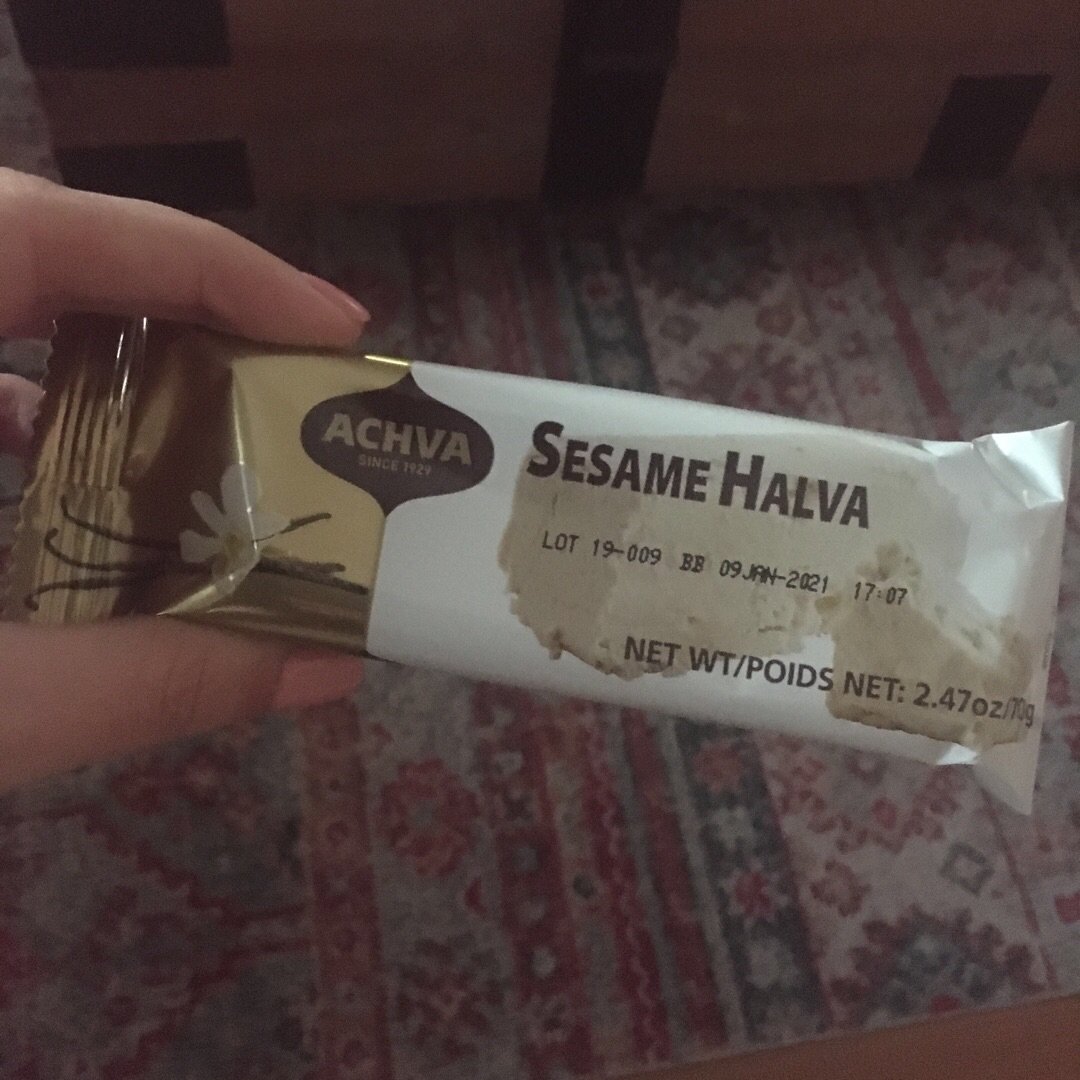 ACHVA
SINCE 1929
SESAME HALVA
LOT 19-009 BB 09JAN-2021 17:07
NET WT/POIDS NET: 2.47oz/70g